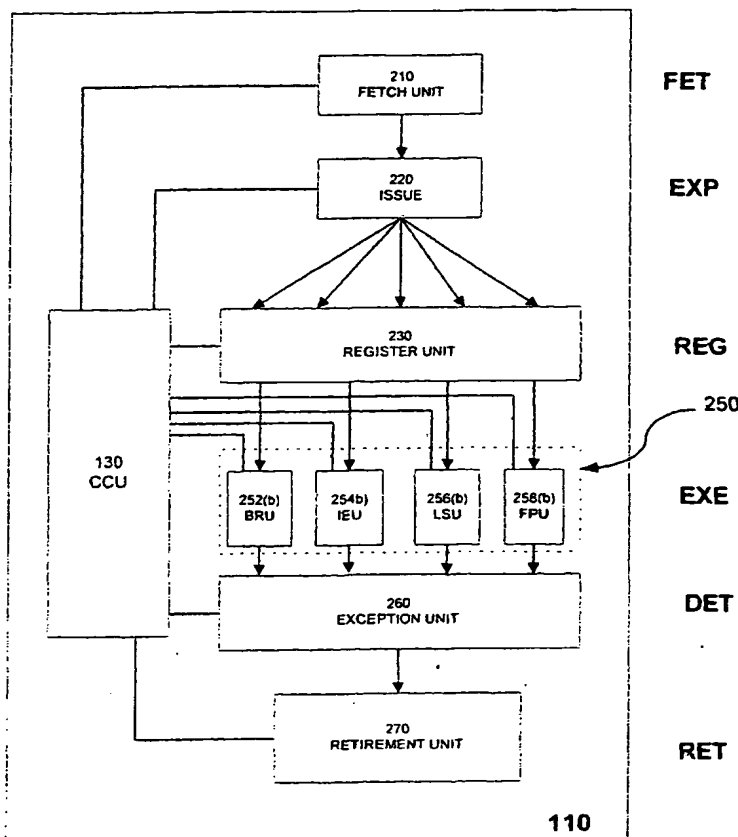 210
FETCH UNIT
FET
220
ISSUE
EXP
230
REGISTER UNIT
REG
250
130
CCU
252(b)
BRU
254b)
IEU
256(b)
LSU
258(b)
FPU
EXE
260
EXCEPTION UNIT
DET
270
RETIREMENT UNIT
RET
110